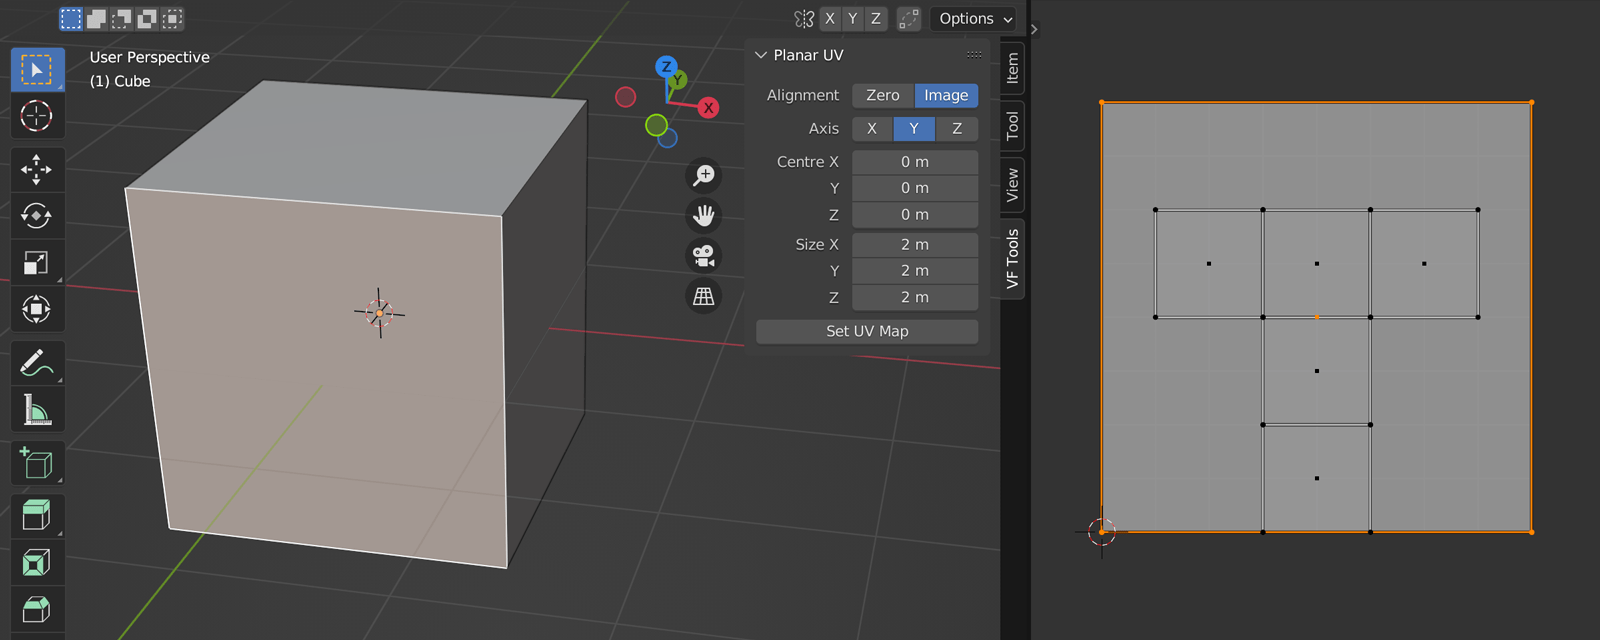 X Y Z Options
User Perspective
(1) Cube
Z
Y
X
Planar UV
Alignment Zero Image
Axis X Y Z
Centre X 0 m
Y 0 m
Z 0 m
Size X 2 m
Y 2 m
Z 2 m
Set UV Map
Item
Tool
View
VF Tools